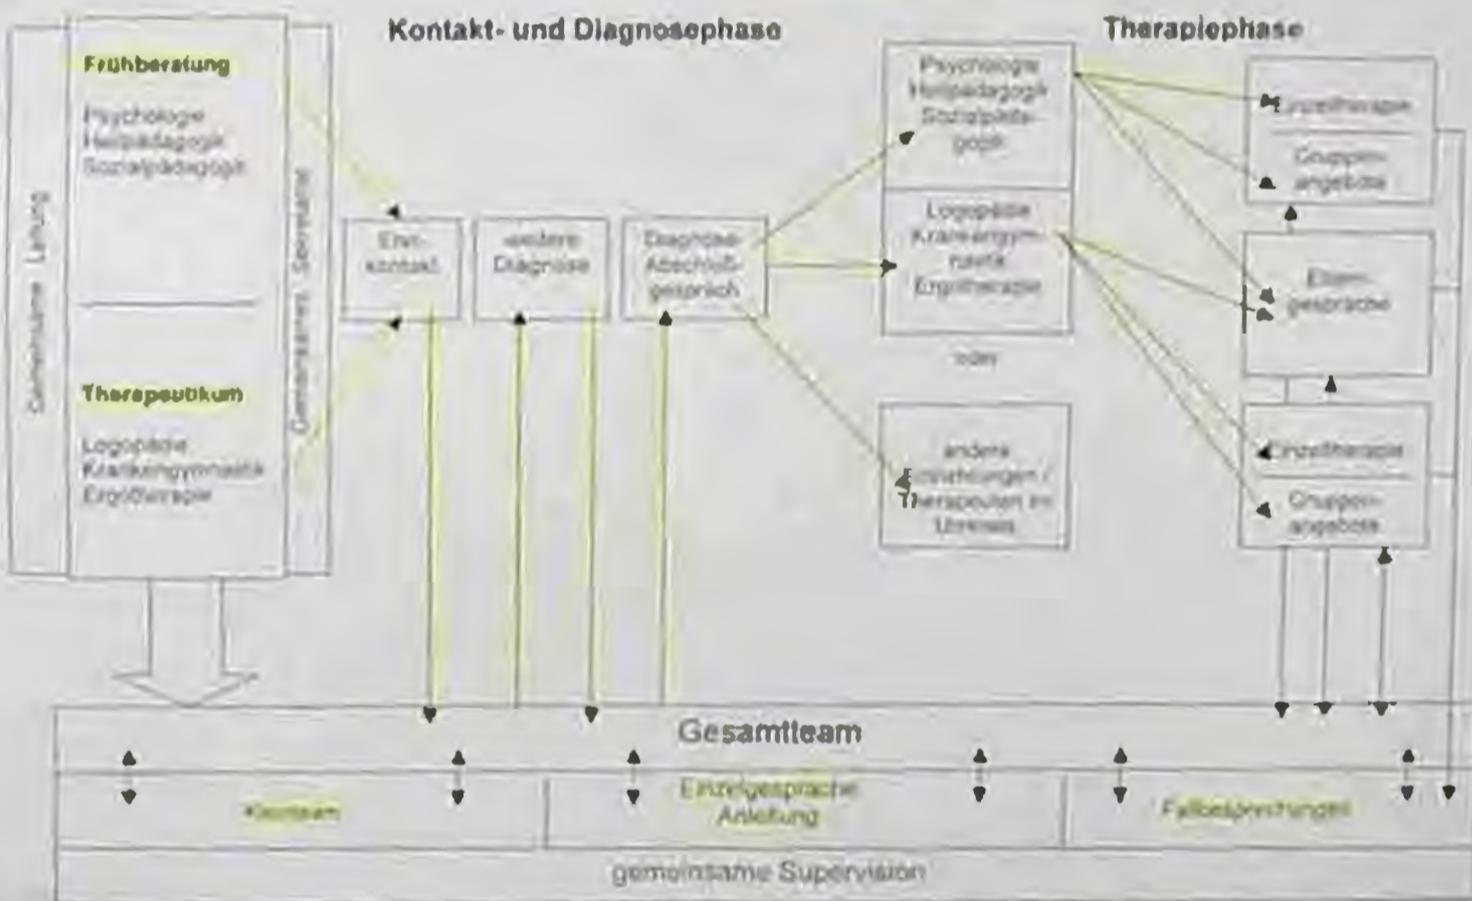 Kontakt- und Diagnosephase
Therapiephase
Gemeinsame Leitung
Frühberatung
Psychologie
Heilpädagogik
Sozialpädagogik
Therapeutikum
Logopädie
Krankengymnastik
Ergotherapie
Gemeinsames Sekretariat
Erst-
kontakt
weitere
Diagnose
Diagnose-
Abschluß-
gespräch
Psychologie
Heilpädagogik
Sozialpäda-
gogik
Logopädie
Krankengym-
nastik
Ergotherapie
oder
andere
Einrichtungen /
Therapeuten im
Umkreis
Einzeltherapie
Gruppen-
angebote
Eltern-
gespräche
Einzeltherapie
Gruppen-
angebote
Gesamtteam
Kleinteam
Einzelgespräche
Anleitung
Fallbesprechungen
gemeinsame Supervision